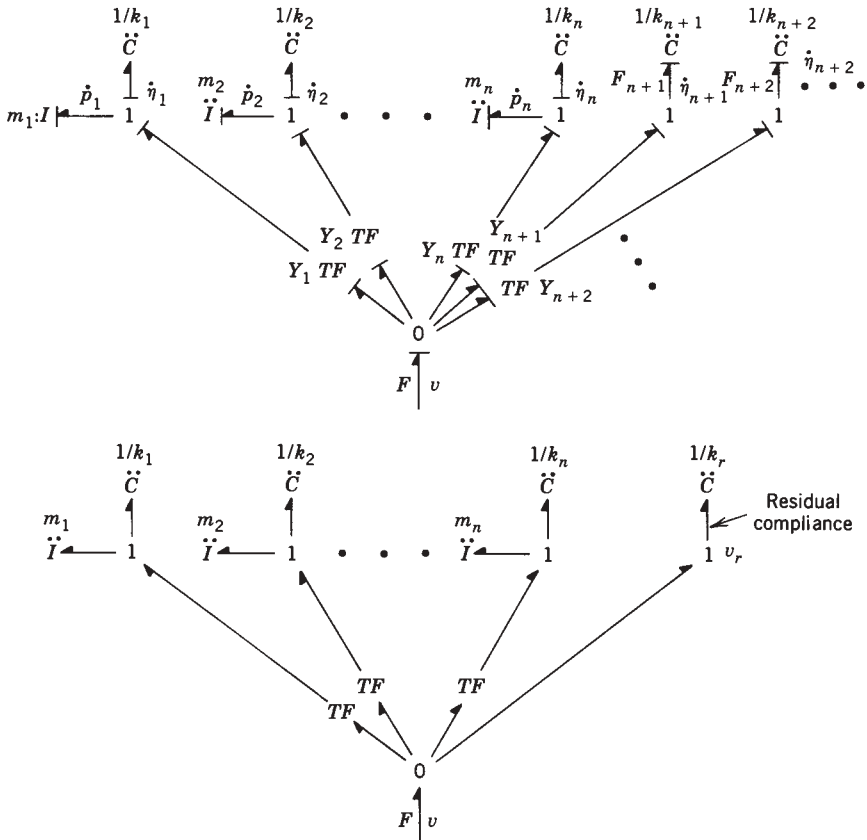 1/k₁ 1/k₂ 1/kₙ 1/kₙ₊₁ 1/kₙ₊₂
C̈ C̈ C̈ C̈ C̈
m₂ mₙ Fₙ₊₁ Fₙ₊₂ η̇ₙ₊₂
m₁:I ṗ₁ 1 η̇₁ Ï ṗ₂ 1 η̇₂ • • • Ï ṗₙ 1 η̇ₙ 1 η̇ₙ₊₁ 1 • • •
Y₂ TF Yₙ₊₁
Y₁ TF Yₙ TF TF
TF Yₙ₊₂
0
F v
1/k₁ 1/k₂ 1/kₙ 1/kᵣ
C̈ C̈ C̈ C̈
Residual
compliance
m₁ m₂ mₙ
Ï 1 Ï 1 • • • Ï 1 1 vᵣ
TF TF
TF
0
F v